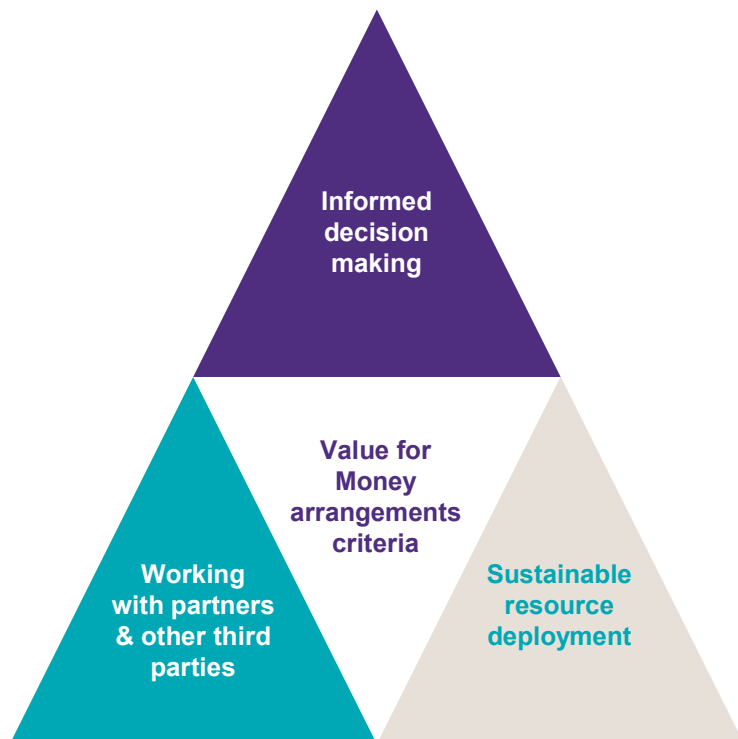 Informed
decision
making
Value for
Money
arrangements
criteria
Working
with partners
& other third
parties
Sustainable
resource
deployment